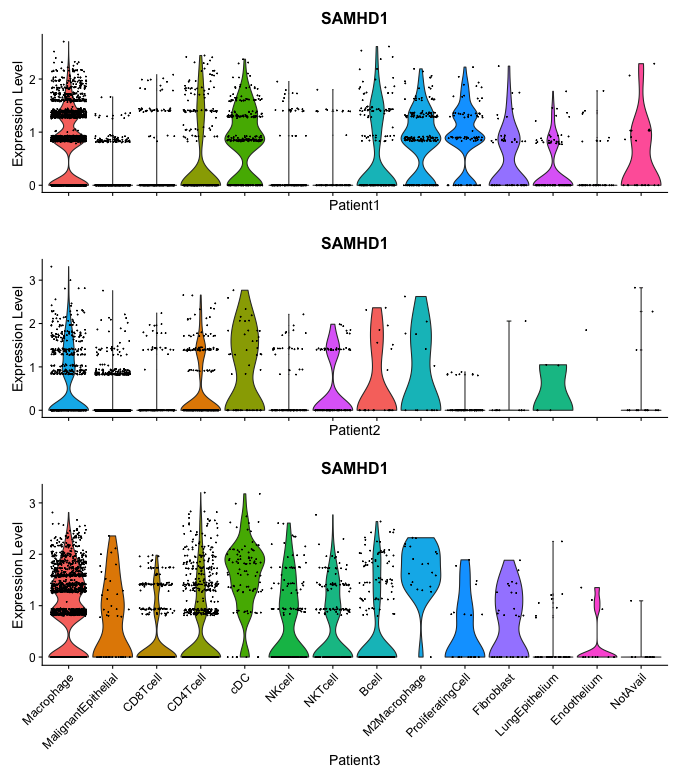 SAMHD1
Expression Level
2
1
0
Patient1
SAMHD1
Expression Level
3
2
1
0
Patient2
SAMHD1
Expression Level
3
2
1
0
Macrophage
MalignantEpithelial
CD8Tcell
CD4Tcell
cDC
NKcell
NKTcell
Bcell
M2Macrophage
ProliferatingCell
Fibroblast
LungEpithelium
Endothelium
NotAvail
Patient3